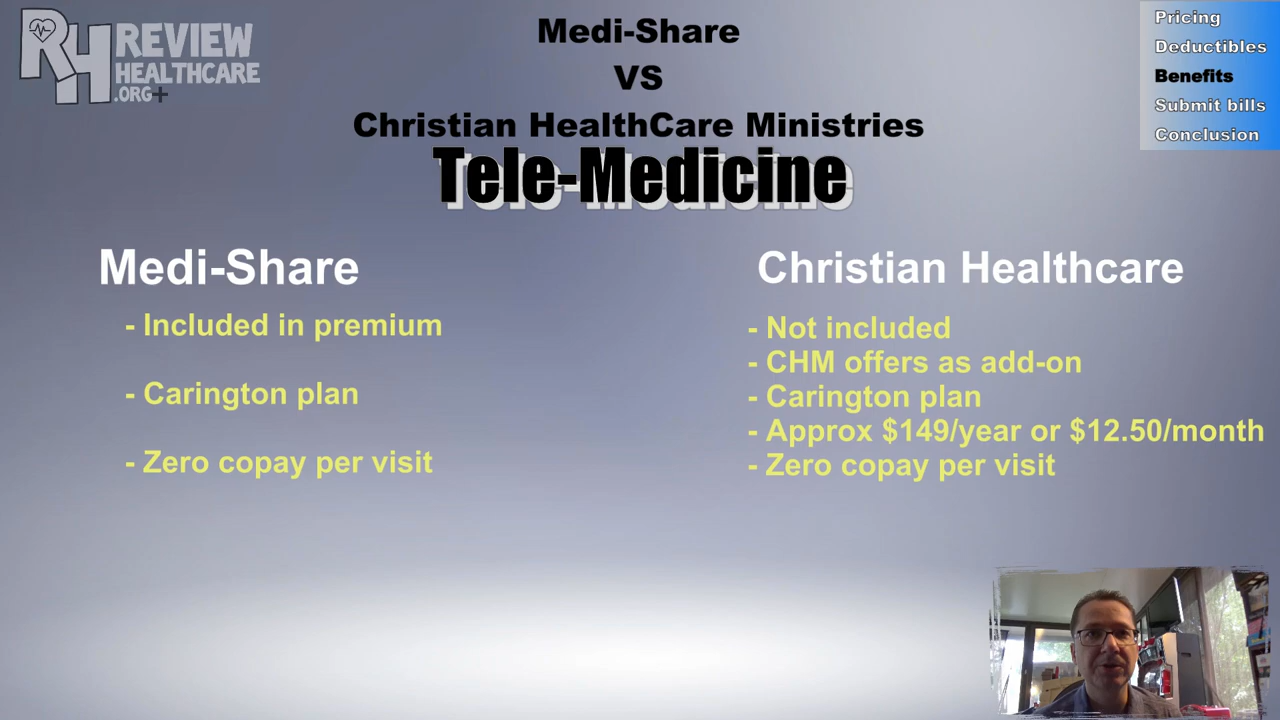 RH REVIEW
HEALTHCARE
.ORG+
Medi-Share
VS
Christian HealthCare Ministries
Tele-Medicine
Pricing
Deductibles
Benefits
Submit bills
Conclusion
Medi-Share
- Included in premium
- Carington plan
- Zero copay per visit
Christian Healthcare
- Not included
- CHM offers as add-on
- Carington plan
- Approx $149/year or $12.50/month
- Zero copay per visit